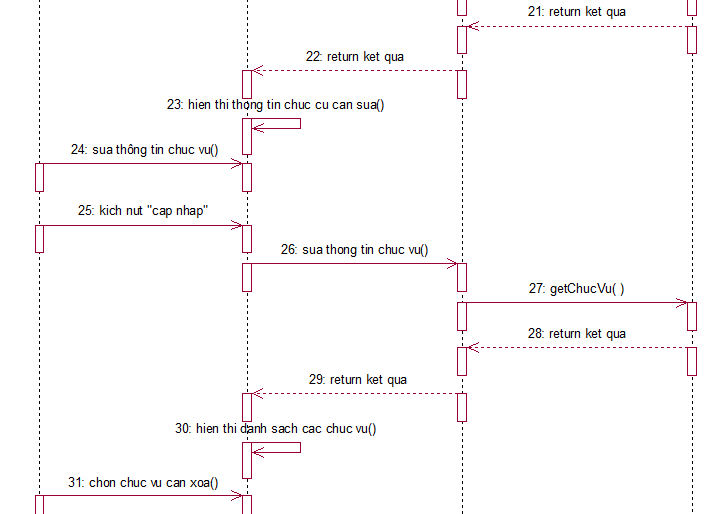 21: return ket qua
22: return ket qua
23: hien thi thong tin chuc cu can sua()
24: sua thông tin chuc vu()
25: kich nut "cap nhap"
26: sua thong tin chuc vu()
27: getChucVu( )
28: return ket qua
29: return ket qua
30: hien thi danh sach cac chuc vu()
31: chon chuc vu can xoa()